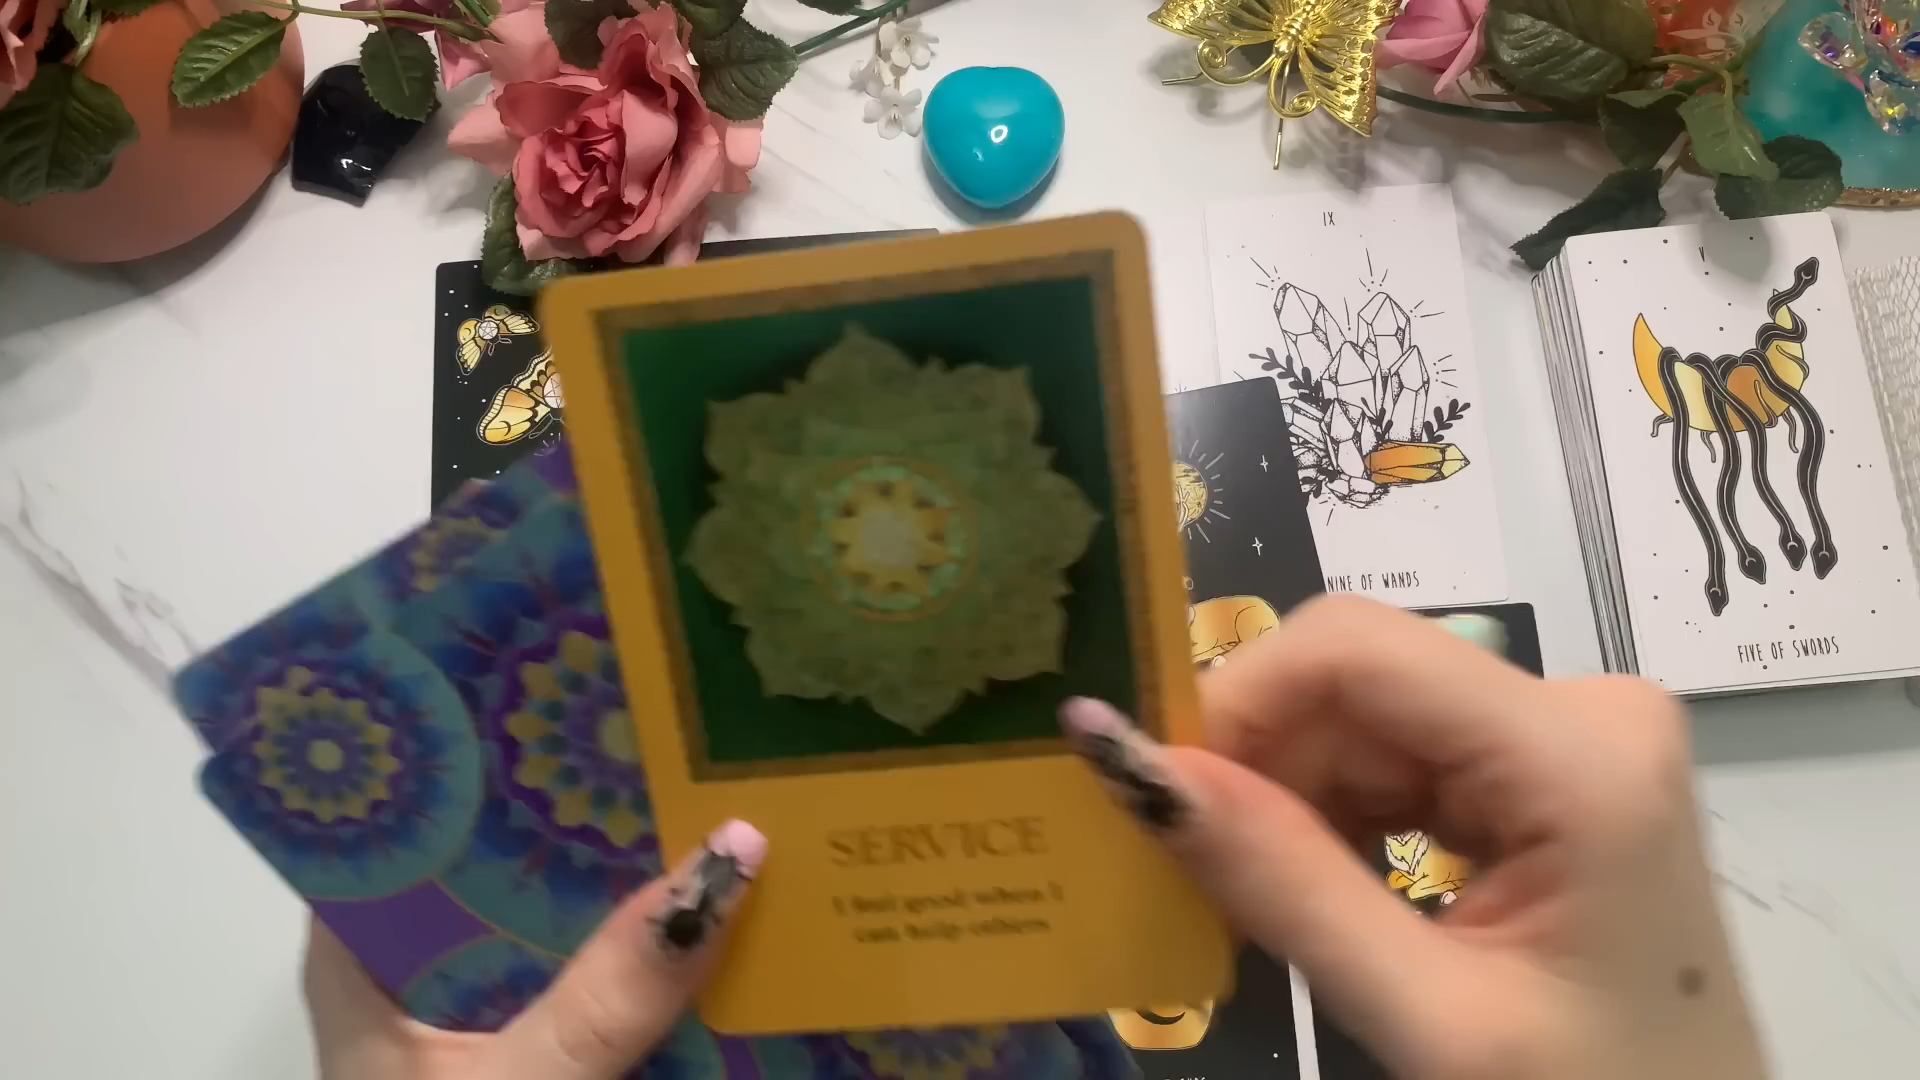 IX
V
NINE OF WANDS
FIVE OF SWORDS
SERVICE
I feel good when I
can help others